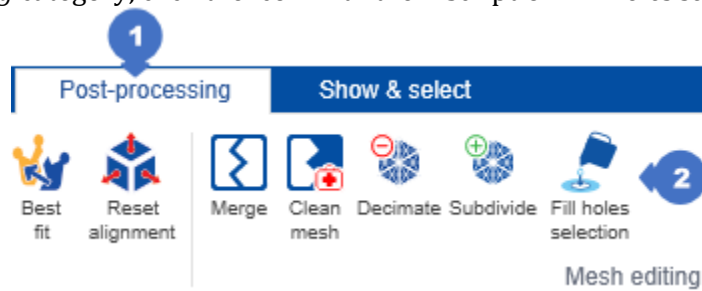 1
Post-processing Show & select
Best fit Reset alignment Merge Clean mesh Decimate Subdivide Fill holes selection 2
Mesh editing